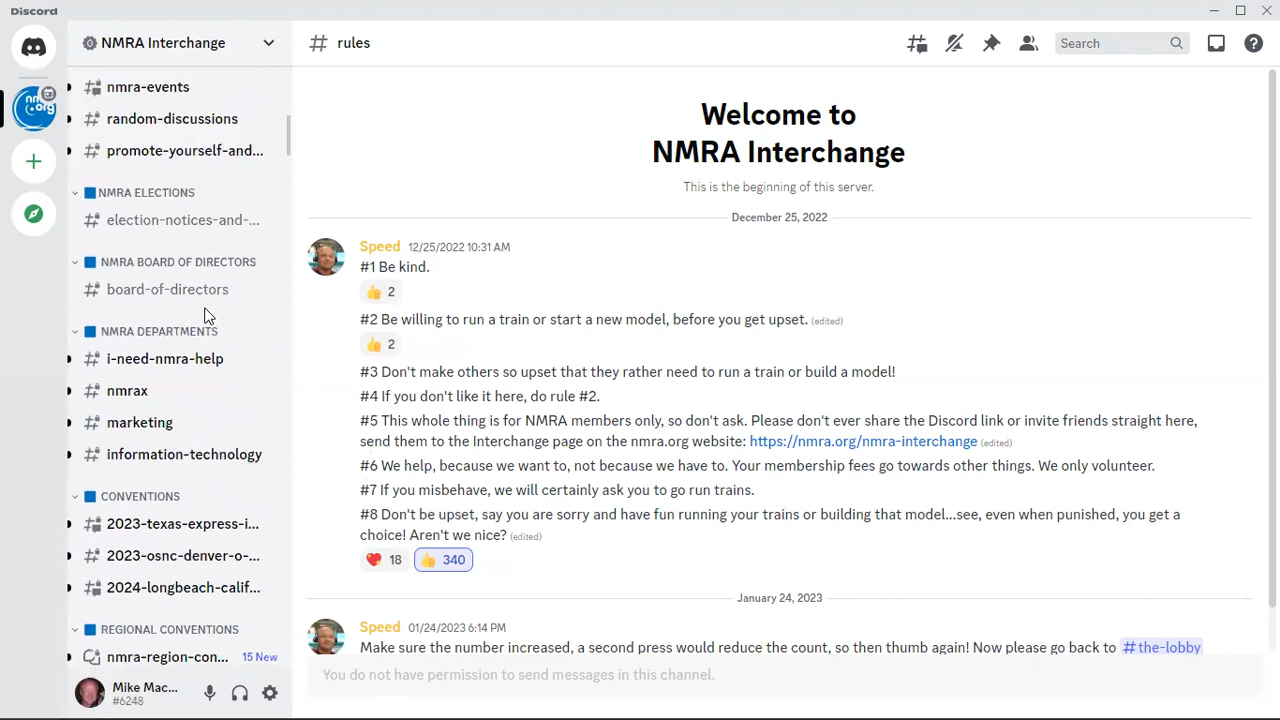 Discord
NMRA Interchange
nmra-events
random-discussions
promote-yourself-and...
NMRA ELECTIONS
election-notices-and-...
NMRA BOARD OF DIRECTORS
board-of-directors
NMRA DEPARTMENTS
i-need-nmra-help
nmrax
marketing
information-technology
CONVENTIONS
2023-texas-express-i...
2023-osnc-denver-o-...
2024-longbeach-calif...
REGIONAL CONVENTIONS
nmra-region-con... 15 New
Mike Mac...
#6248
rules
Search
Welcome to
NMRA Interchange
This is the beginning of this server.
December 25, 2022
Speed 12/25/2022 10:31 AM
#1 Be kind.
2
#2 Be willing to run a train or start a new model, before you get upset. (edited)
2
#3 Don't make others so upset that they rather need to run a train or build a model!
#4 If you don't like it here, do rule #2.
#5 This whole thing is for NMRA members only, so don't ask. Please don't ever share the Discord link or invite friends straight here,
send them to the Interchange page on the nmra.org website: https://nmra.org/nmra-interchange (edited)
#6 We help, because we want to, not because we have to. Your membership fees go towards other things. We only volunteer.
#7 If you misbehave, we will certainly ask you to go run trains.
#8 Don't be upset, say you are sorry and have fun running your trains or building that model...see, even when punished, you get a
choice! Aren't we nice? (edited)
18 340
January 24, 2023
Speed 01/24/2023 6:14 PM
Make sure the number increased, a second press would reduce the count, so then thumb again! Now please go back to #the-lobby
You do not have permission to send messages in this channel.